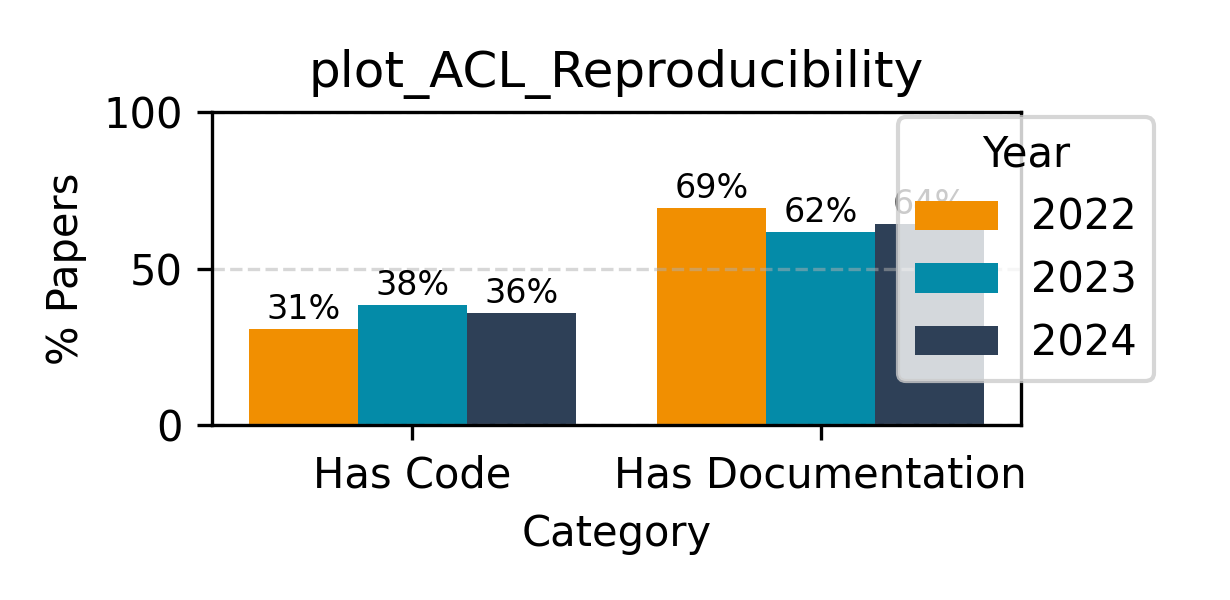 plot_ACL_Reproducibility
100
50
0
% Papers
31%
38%
36%
69%
62%
64%
Has Code
Has Documentation
Category
Year
2022
2023
2024